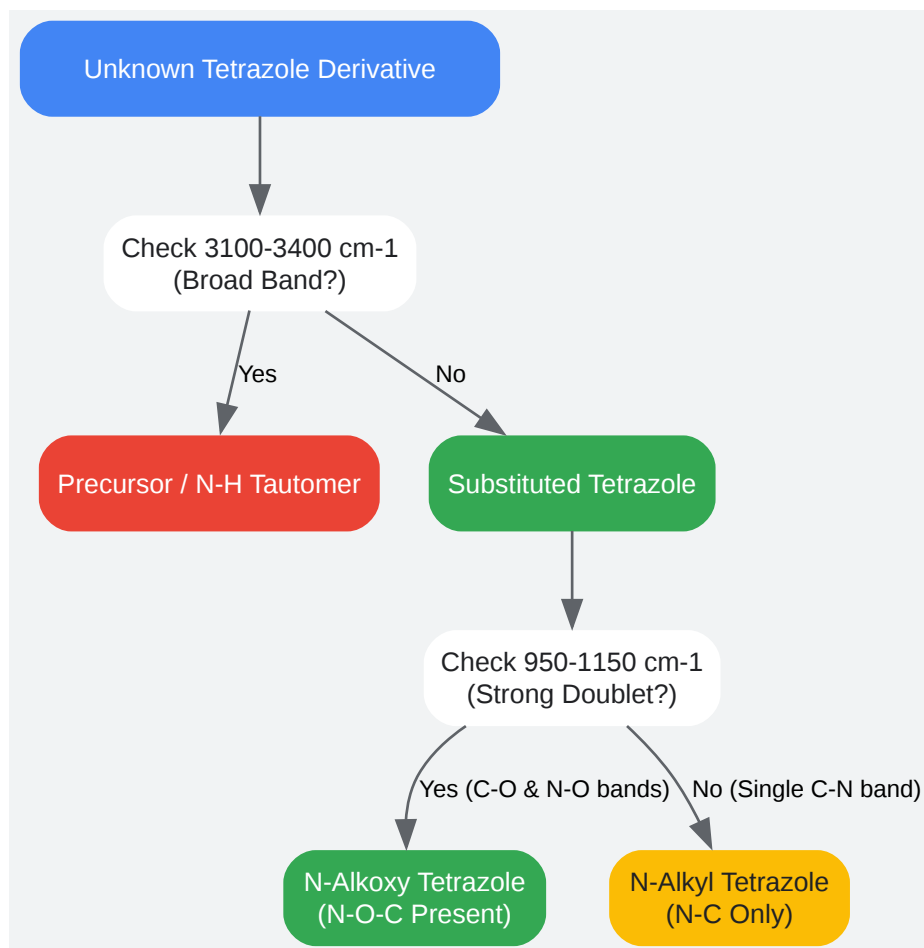 Unknown Tetrazole Derivative
Check 3100-3400 cm-1
(Broad Band?)
Yes
No
Precursor / N-H Tautomer
Substituted Tetrazole
Check 950-1150 cm-1
(Strong Doublet?)
Yes (C-O & N-O bands)
No (Single C-N band)
N-Alkoxy Tetrazole
(N-O-C Present)
N-Alkyl Tetrazole
(N-C Only)